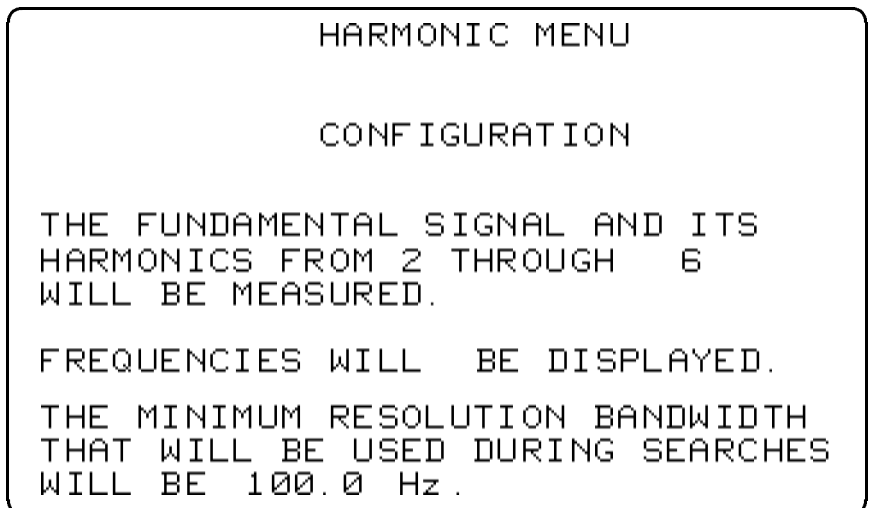 HARMONIC MENU
CONFIGURATION
THE FUNDAMENTAL SIGNAL AND ITS
HARMONICS FROM 2 THROUGH 6
WILL BE MEASURED.
FREQUENCIES WILL BE DISPLAYED.
THE MINIMUM RESOLUTION BANDWIDTH
THAT WILL BE USED DURING SEARCHES
WILL BE 100.0 Hz.